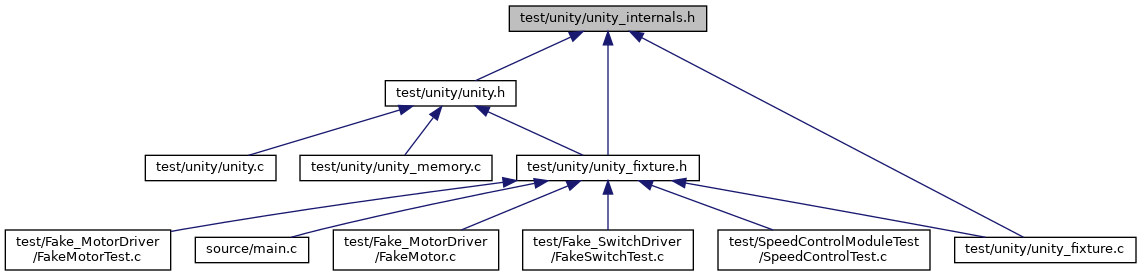 test/unity/unity_internals.h
test/unity/unity.h
test/unity/unity.c
test/unity/unity_memory.c
test/unity/unity_fixture.h
test/Fake_MotorDriver
/FakeMotorTest.c
source/main.c
test/Fake_MotorDriver
/FakeMotor.c
test/Fake_SwitchDriver
/FakeSwitchTest.c
test/SpeedControlModuleTest
/SpeedControlTest.c
test/unity/unity_fixture.c